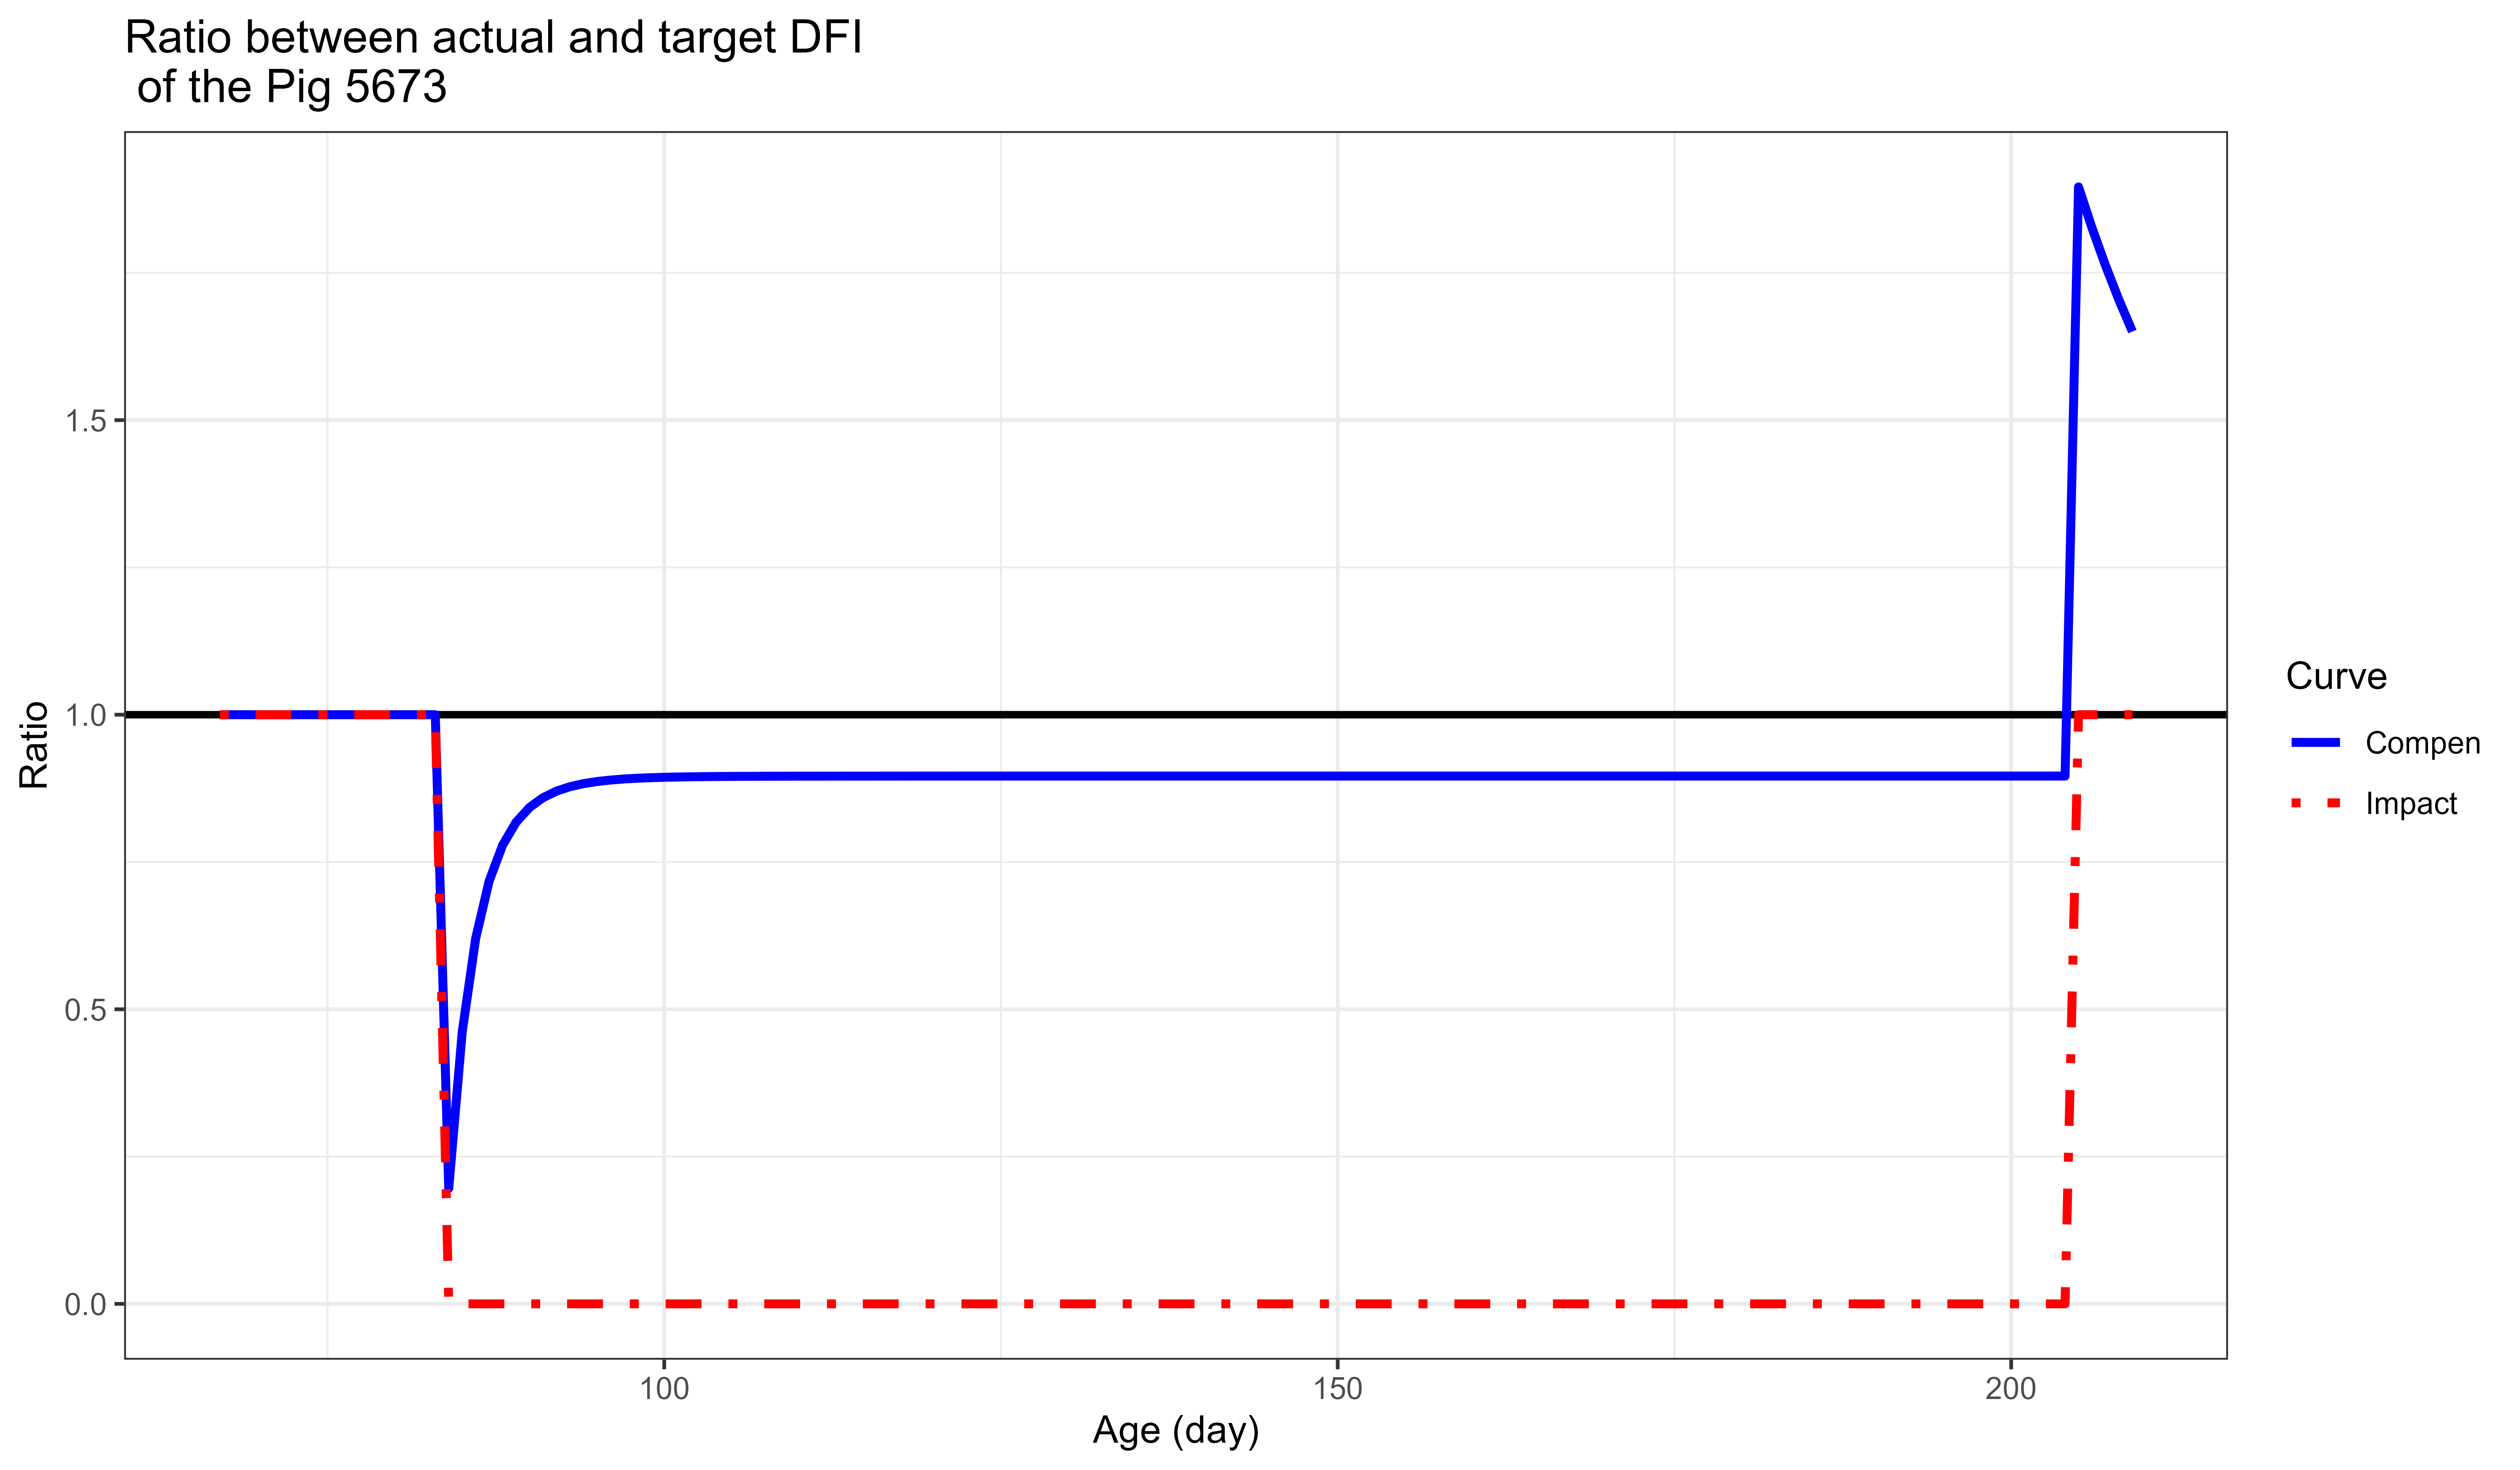 Ratio between actual and target DFI
of the Pig 5673
Ratio
1.5
1.0
0.5
0.0
100
150
200
Age (day)
Curve
Compen
Impact